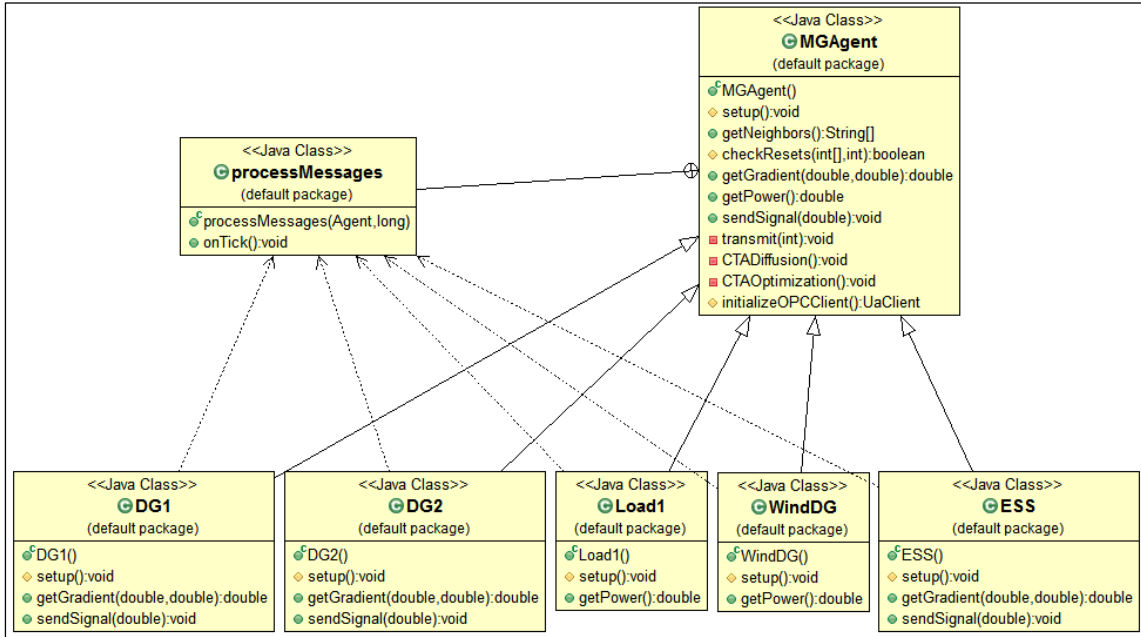 <<Java Class>>
MGAgent
(default package)
MGAgent()
setup():void
getNeighbors():String[]
checkResets(int[],int):boolean
getGradient(double,double):double
getPower():double
sendSignal(double):void
transmit(int):void
CTADiffusion():void
CTAOptimization():void
initializeOPCClient():UaClient
<<Java Class>>
processMessages
(default package)
processMessages(Agent,long)
onTick():void
<<Java Class>>
DG1
(default package)
DG1()
setup():void
getGradient(double,double):double
sendSignal(double):void
<<Java Class>>
DG2
(default package)
DG2()
setup():void
getGradient(double,double):double
sendSignal(double):void
<<Java Class>>
Load1
(default package)
Load1()
setup():void
getPower():double
<<Java Class>>
WindDG
(default package)
WindDG()
setup():void
getPower():double
<<Java Class>>
ESS
(default package)
ESS()
setup():void
getGradient(double,double):double
sendSignal(double):void